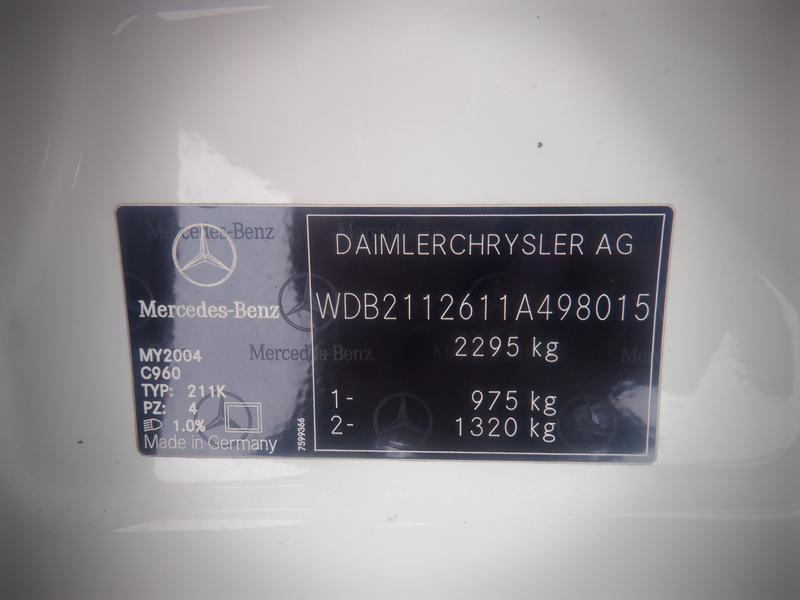 Mercedes-Benz
MY2004
C960
TYP: 211K
PZ: 4
1.0%
Made in Germany
7599366
DAIMLERCHRYSLER AG
WDB2112611A498015
2295 kg
1- 975 kg
2- 1320 kg
Mercedes-Benz
Mercedes-Benz